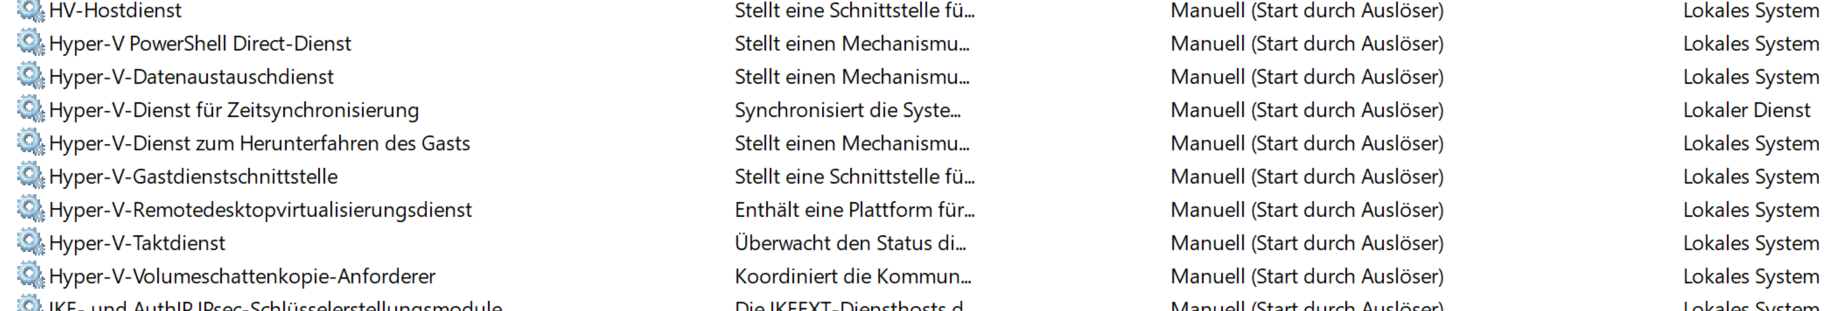 HV-Hostdienst Stellt eine Schnittstelle fü... Manuell (Start durch Auslöser) Lokales System
Hyper-V PowerShell Direct-Dienst Stellt einen Mechanismu... Manuell (Start durch Auslöser) Lokales System
Hyper-V-Datenaustauschdienst Stellt einen Mechanismu... Manuell (Start durch Auslöser) Lokales System
Hyper-V-Dienst für Zeitsynchronisierung Synchronisiert die Syste... Manuell (Start durch Auslöser) Lokaler Dienst
Hyper-V-Dienst zum Herunterfahren des Gasts Stellt einen Mechanismu... Manuell (Start durch Auslöser) Lokales System
Hyper-V-Gastdienstschnittstelle Stellt eine Schnittstelle fü... Manuell (Start durch Auslöser) Lokales System
Hyper-V-Remotedesktopvirtualisierungsdienst Enthält eine Plattform für... Manuell (Start durch Auslöser) Lokales System
Hyper-V-Taktdienst Überwacht den Status di... Manuell (Start durch Auslöser) Lokales System
Hyper-V-Volumeschattenkopie-Anforderer Koordiniert die Kommun... Manuell (Start durch Auslöser) Lokales System
IKE- und AuthIP IPsec-Schlüsselerstellungsmodule Die IKEEXT-Diensthosts d... Manuell (Start durch Auslöser) Lokales System